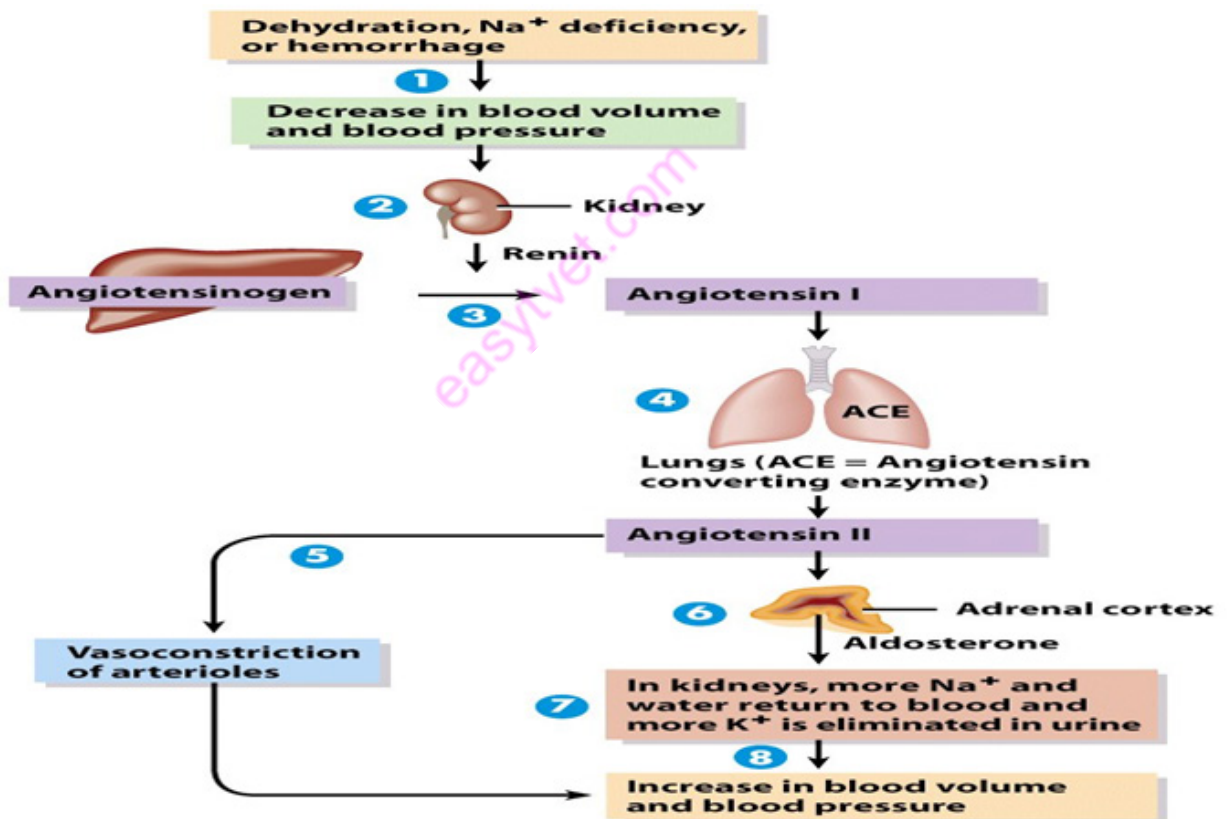 Dehydration, Na+ deficiency,
or hemorrhage
1
Decrease in blood volume
and blood pressure
2
Kidney
Renin
Angiotensinogen
3
Angiotensin I
easytvet.com
4
ACE
Lungs (ACE = Angiotensin
converting enzyme)
Angiotensin II
5
6
Adrenal cortex
Aldosterone
Vasoconstriction
of arterioles
7
In kidneys, more Na+ and
water return to blood and
more K+ is eliminated in urine
8
Increase in blood volume
and blood pressure